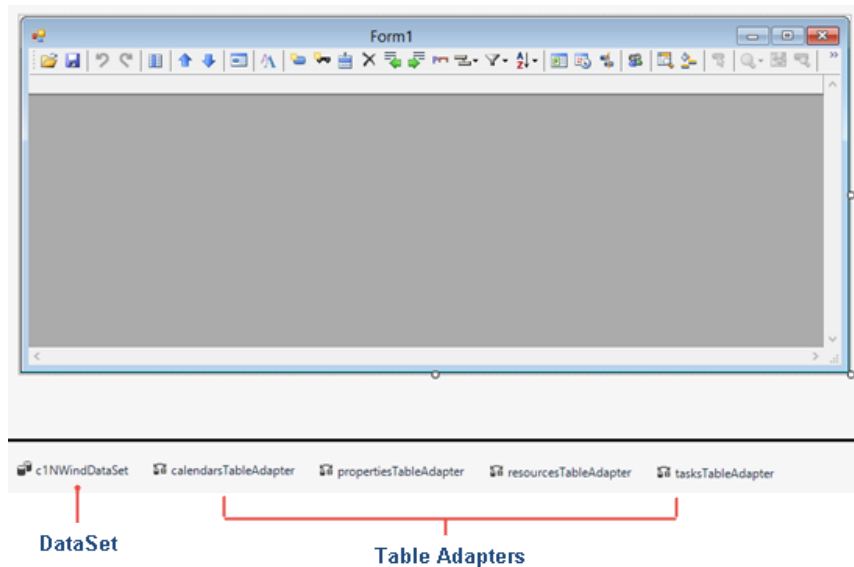 Form1
c1NWindDataSet calendarsTableAdapter propertiesTableAdapter resourcesTableAdapter tasksTableAdapter
DataSet
Table Adapters